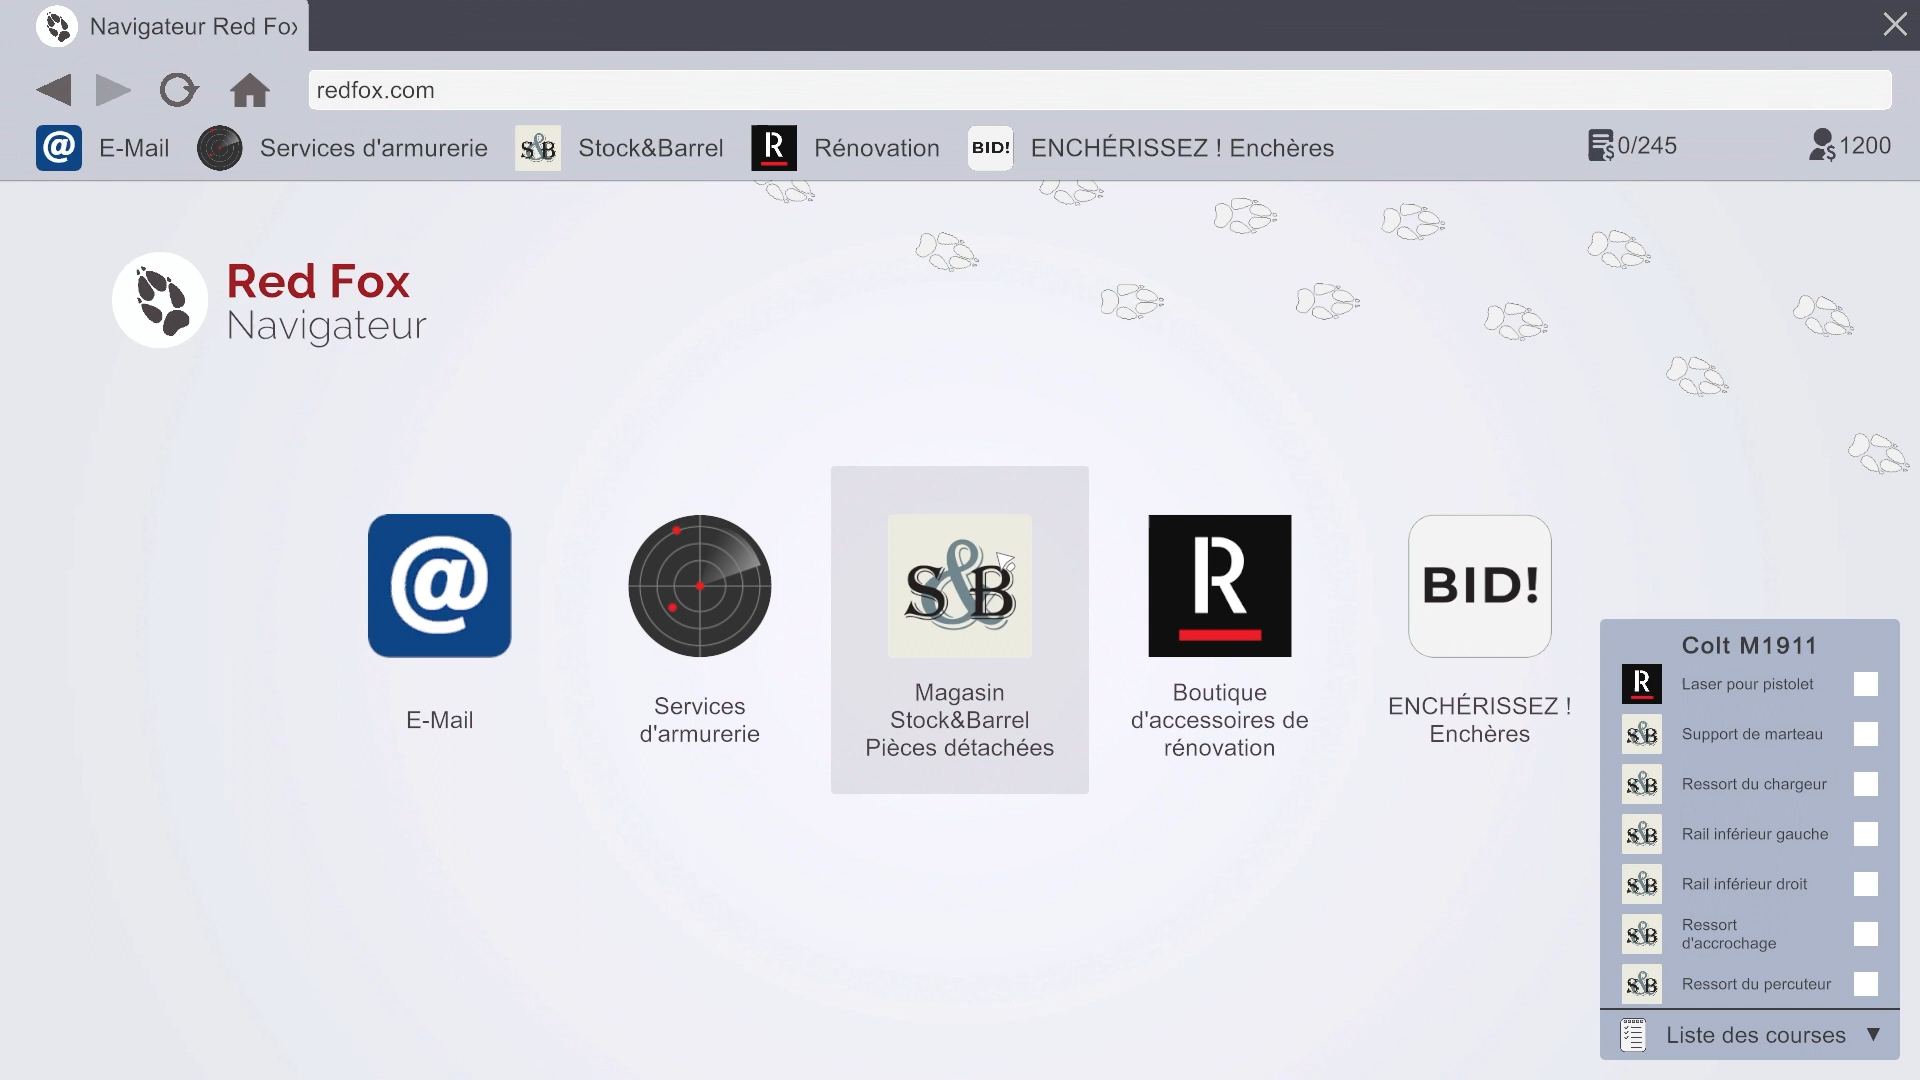 Navigateur Red Fox
redfox.com
@ E-Mail Services d'armurerie S&B Stock&Barrel R Rénovation BID! ENCHÉRISSEZ ! Enchères 0/245 1200
Red Fox
Navigateur
@
S&B
R
BID!
E-Mail
Services
d'armurerie
Magasin
Stock&Barrel
Pièces détachées
Boutique
d'accessoires de
rénovation
ENCHÉRISSEZ !
Enchères
Colt M1911
R Laser pour pistolet
S&B Support de marteau
S&B Ressort du chargeur
S&B Rail inférieur gauche
S&B Rail inférieur droit
S&B Ressort
d'accrochage
S&B Ressort du percuteur
Liste des courses